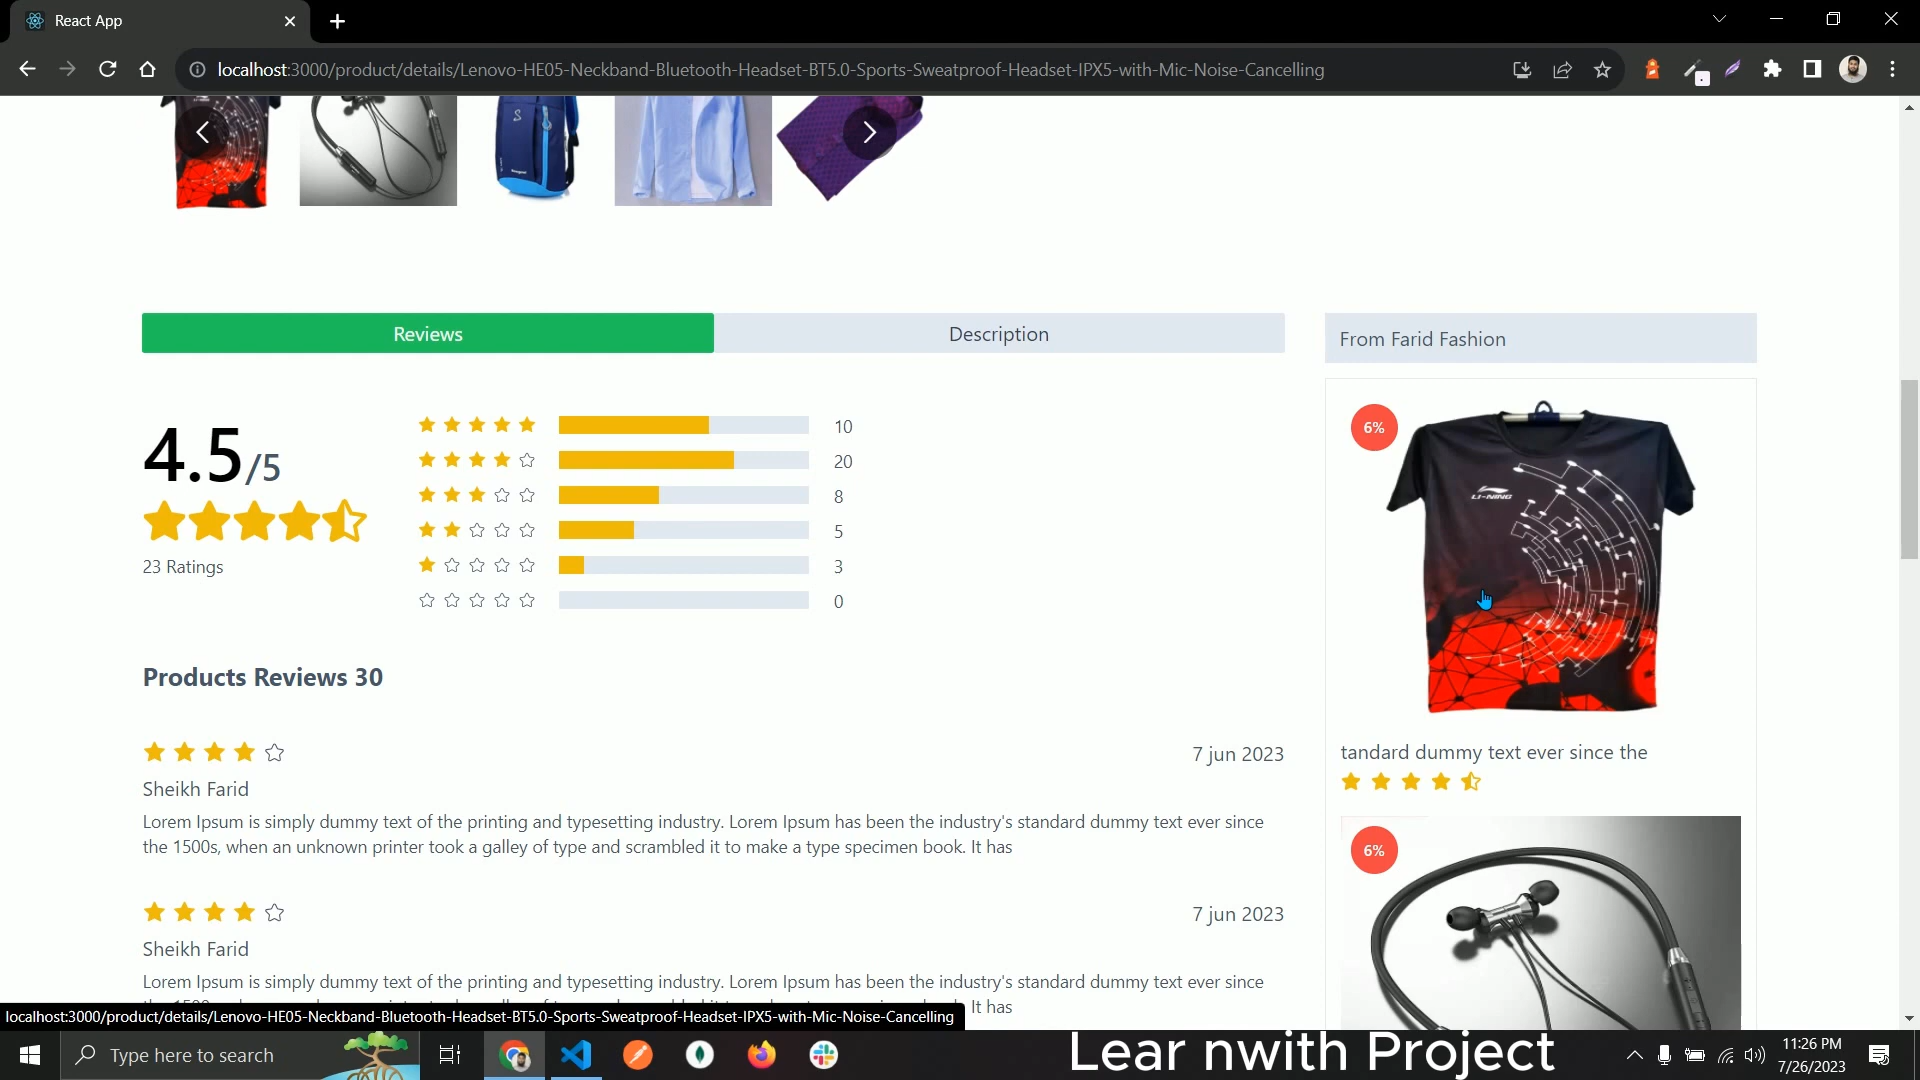 React App
localhost:3000/product/details/Lenovo-HE05-Neckband-Bluetooth-Headset-BT5.0-Sports-Sweatproof-Headset-IPX5-with-Mic-Noise-Cancelling
Reviews
Description
From Farid Fashion
4.5/5
23 Ratings
10
20
8
5
3
0
6%
LI-NING
Products Reviews 30
tandard dummy text ever since the
7 jun 2023
Sheikh Farid
Lorem Ipsum is simply dummy text of the printing and typesetting industry. Lorem Ipsum has been the industry's standard dummy text ever since
the 1500s, when an unknown printer took a galley of type and scrambled it to make a type specimen book. It has
6%
7 jun 2023
Sheikh Farid
Lorem Ipsum is simply dummy text of the printing and typesetting industry. Lorem Ipsum has been the industry's standard dummy text ever since
It has
localhost:3000/product/details/Lenovo-HE05-Neckband-Bluetooth-Headset-BT5.0-Sports-Sweatproof-Headset-IPX5-with-Mic-Noise-Cancelling
Type here to search
Lear nwith Project
11:26 PM
7/26/2023